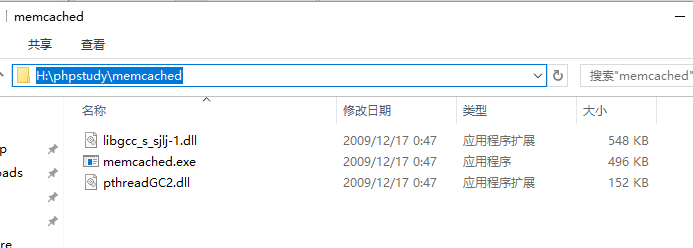 memcached
共享 查看
H:\phpstudy\memcached 搜索"memcached"
名称 修改日期 类型 大小
libgcc_s_sjlj-1.dll 2009/12/17 0:47 应用程序扩展 548 KB
memcached.exe 2009/12/17 0:47 应用程序 496 KB
pthreadGC2.dll 2009/12/17 0:47 应用程序扩展 152 KB